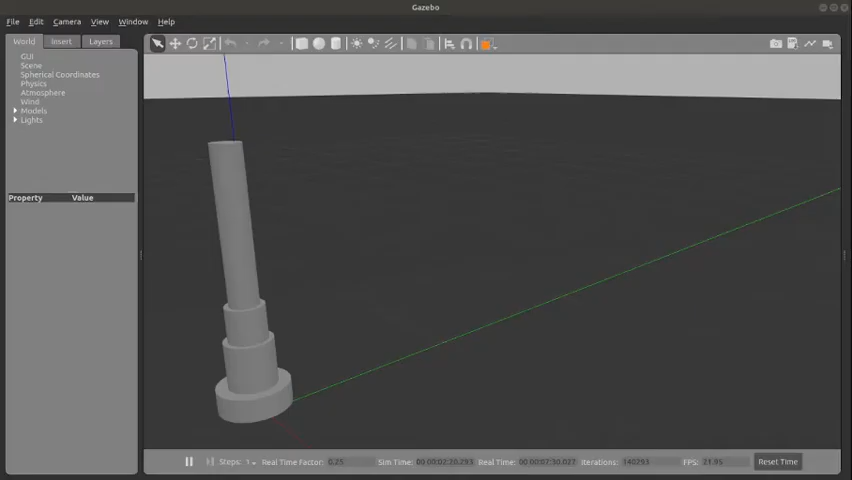 Gazebo
File Edit Camera View Window Help
World Insert Layers
GUI
Scene
Spherical Coordinates
Physics
Atmosphere
Wind
Models
Lights
Property Value
Steps: 1 Real Time Factor: 0.25 Sim Time: 00 00:02:20.293 Real Time: 00 00:07:30.027 Iterations: 140293 FPS: 21.95 Reset Time